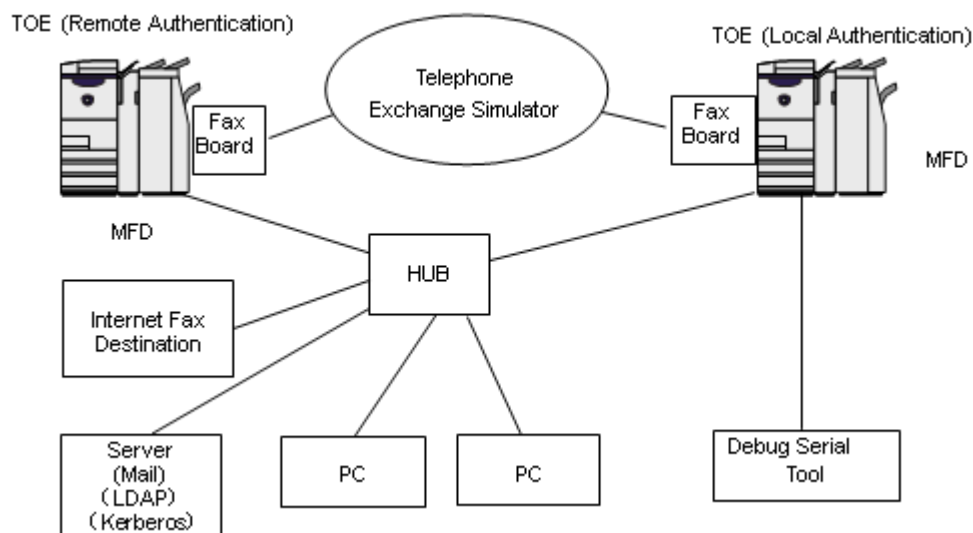 TOE (Remote Authentication)
TOE (Local Authentication)
Telephone
Exchange Simulator
Fax
Board
Fax
Board
MFD
MFD
HUB
Internet Fax
Destination
Server
(Mail)
(LDAP)
(Kerberos)
PC
PC
Debug Serial
Tool